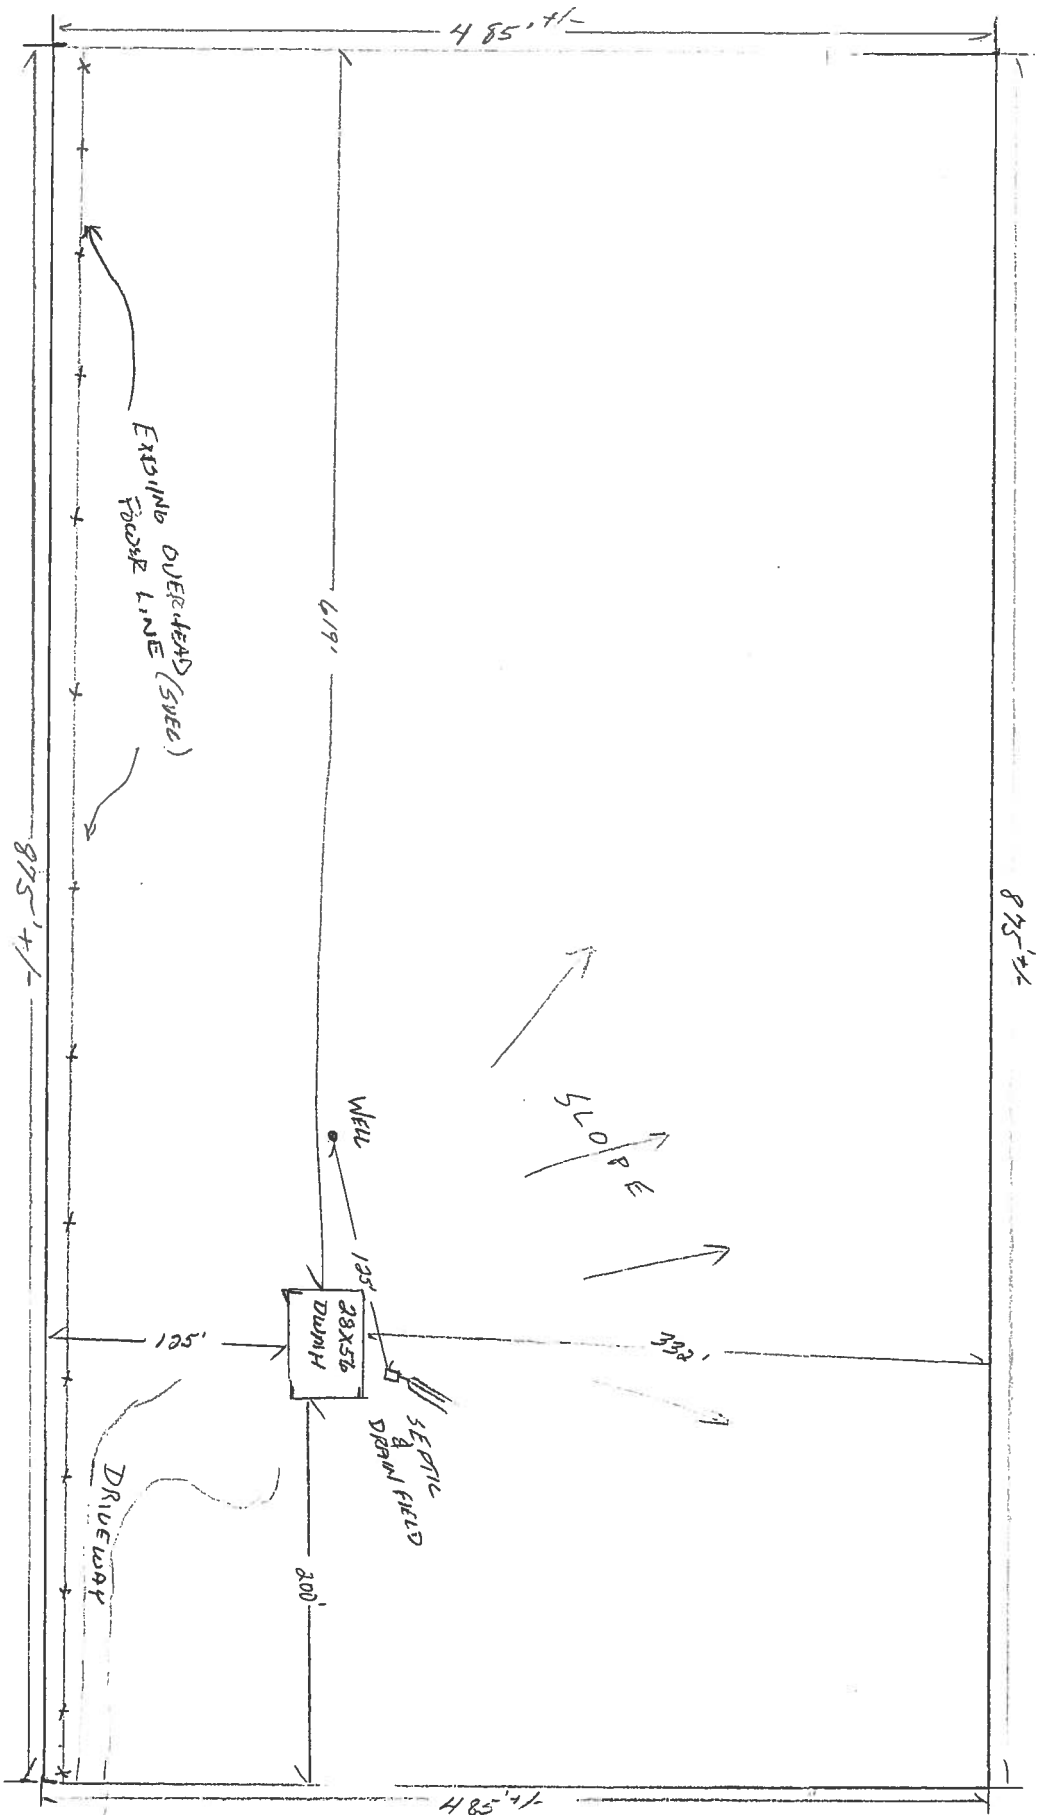 485'+/-
875'+/-
EXISTING OVERHEAD
POWER LINE (SVEC)
619'
875'+/-
SLOPE
WELL
125'
28X56
DWMH
125'
332'
SEPTIC
&
DRAIN FIELD
DRIVEWAY
200'
485'+/-